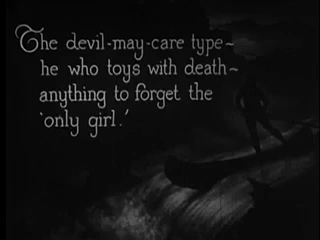 The devil-may-care type~
he who toys with death~
anything to forget the
'only girl.'